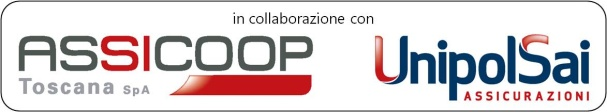 in collaborazione con
ASSICOOP
Toscana SpA
UnipolSai
ASSICURAZIONI